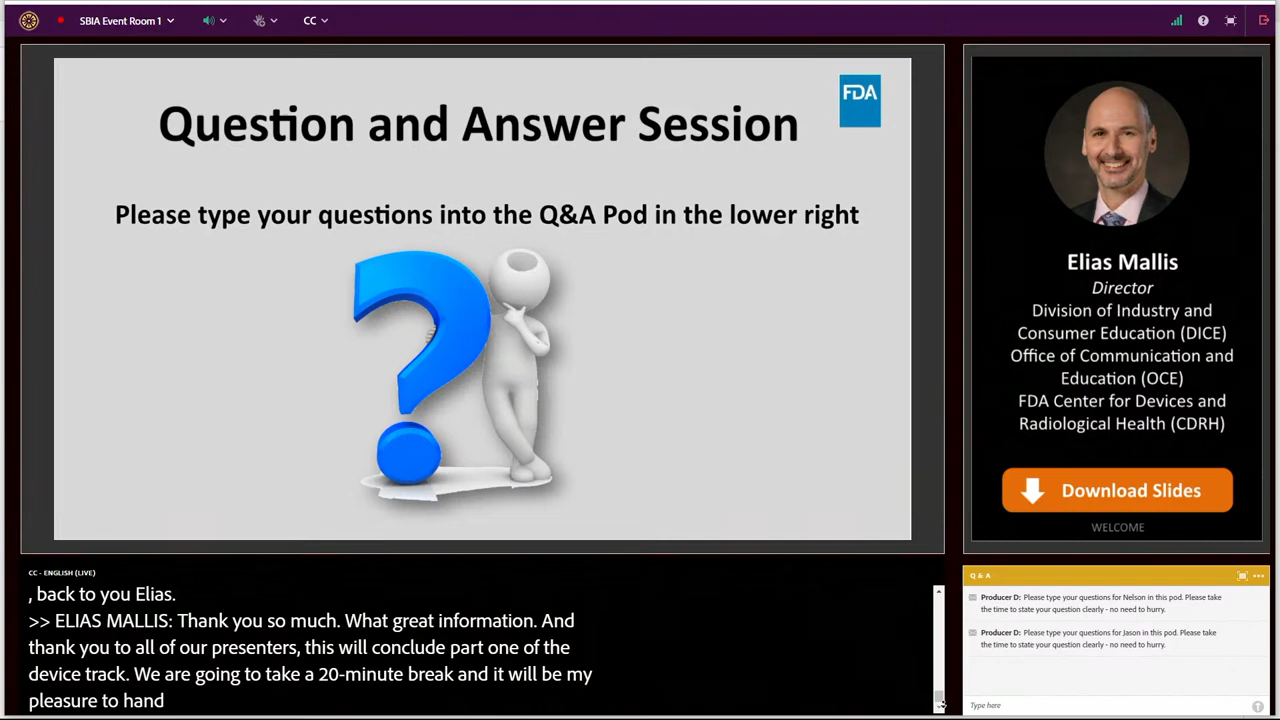 SBIA Event Room 1
CC
Question and Answer Session
FDA
Please type your questions into the Q&A Pod in the lower right
Elias Mallis
Director
Division of Industry and
Consumer Education (DICE)
Office of Communication and
Education (OCE)
FDA Center for Devices and
Radiological Health (CDRH)
Download Slides
WELCOME
CC - ENGLISH (LIVE)
, back to you Elias.
>> ELIAS MALLIS: Thank you so much. What great information. And
thank you to all of our presenters, this will conclude part one of the
device track. We are going to take a 20-minute break and it will be my
pleasure to hand
Q & A
Producer D: Please type your questions for Nelson in this pod. Please take
the time to state your question clearly - no need to hurry.
Producer D: Please type your questions for Jason in this pod. Please take
the time to state your question clearly - no need to hurry.
Type here